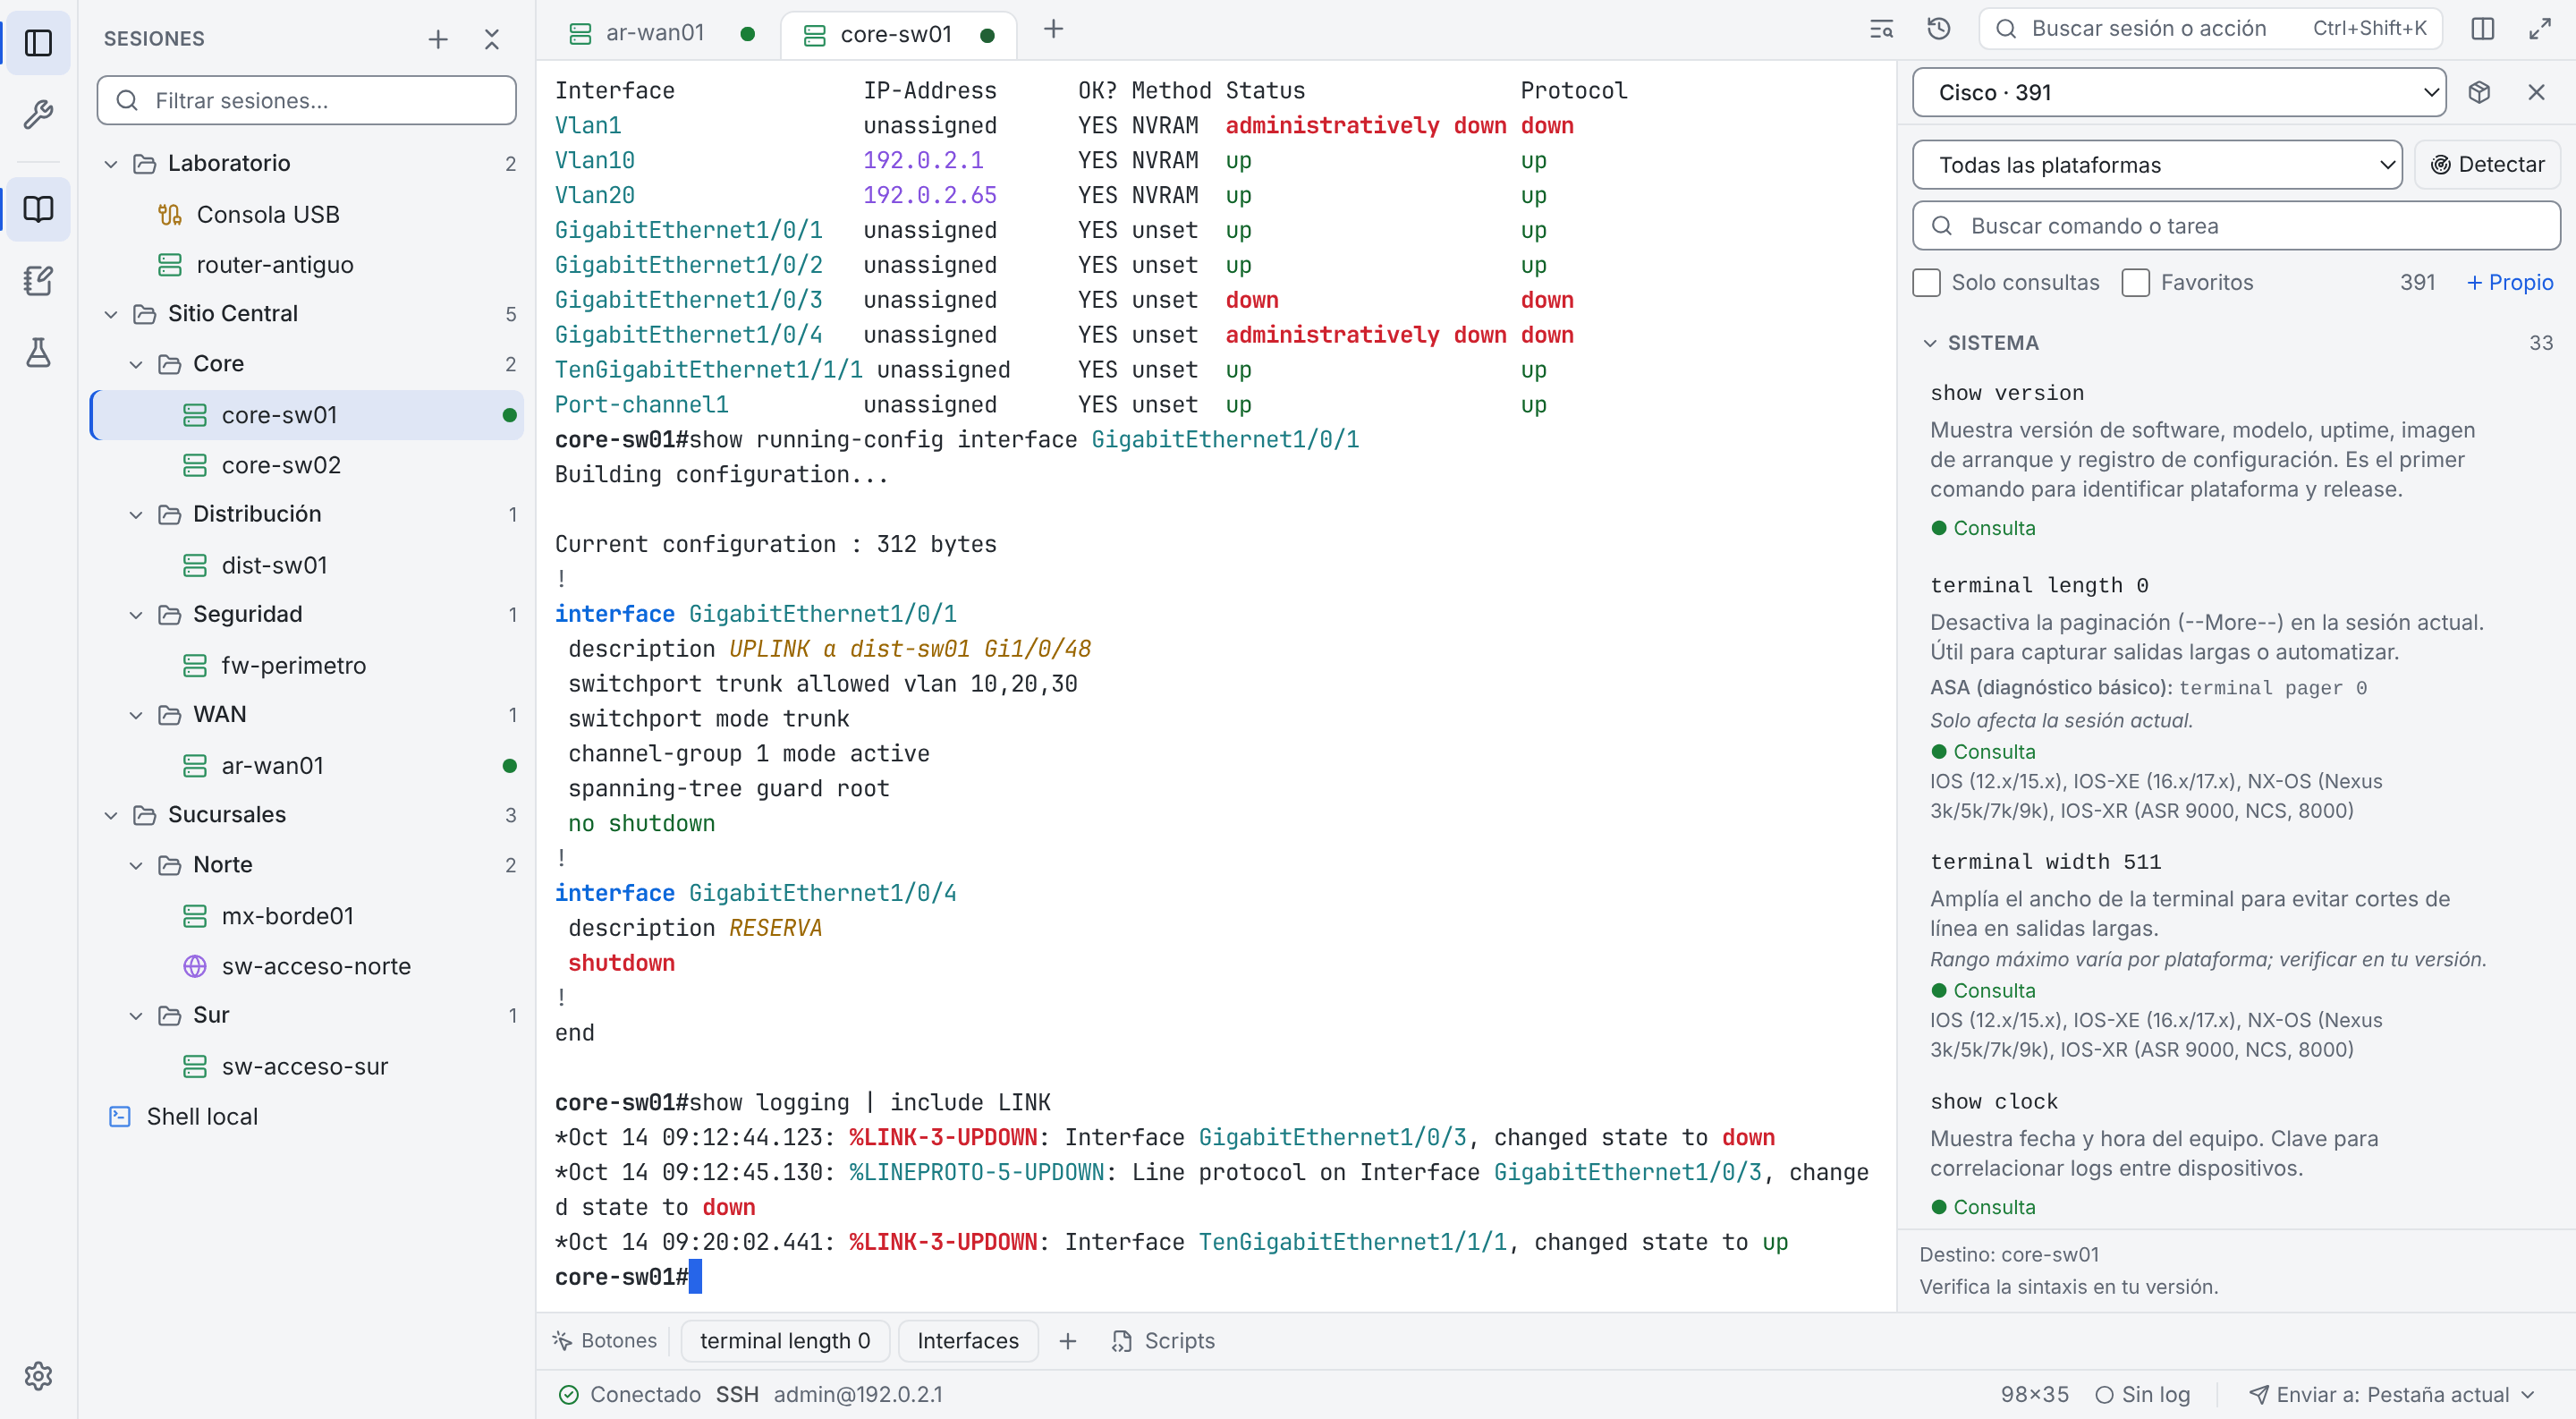 SESIONES
Filtrar sesiones...
Laboratorio 2
Consola USB
router-antiguo
Sitio Central 5
Core 2
core-sw01
core-sw02
Distribución 1
dist-sw01
Seguridad 1
fw-perimetro
WAN 1
ar-wan01
Sucursales 3
Norte 2
mx-borde01
sw-acceso-norte
Sur 1
sw-acceso-sur
Shell local
ar-wan01
core-sw01
Buscar sesión o acción Ctrl+Shift+K
Interface IP-Address OK? Method Status Protocol
Vlan1 unassigned YES NVRAM administratively down down
Vlan10 192.0.2.1 YES NVRAM up up
Vlan20 192.0.2.65 YES NVRAM up up
GigabitEthernet1/0/1 unassigned YES unset up up
GigabitEthernet1/0/2 unassigned YES unset up up
GigabitEthernet1/0/3 unassigned YES unset down down
GigabitEthernet1/0/4 unassigned YES unset administratively down down
TenGigabitEthernet1/1/1 unassigned YES unset up up
Port-channel1 unassigned YES unset up up
core-sw01#show running-config interface GigabitEthernet1/0/1
Building configuration...
Current configuration : 312 bytes
!
interface GigabitEthernet1/0/1
description UPLINK a dist-sw01 Gi1/0/48
switchport trunk allowed vlan 10,20,30
switchport mode trunk
channel-group 1 mode active
spanning-tree guard root
no shutdown
!
interface GigabitEthernet1/0/4
description RESERVA
shutdown
!
end
core-sw01#show logging | include LINK
*Oct 14 09:12:44.123: %LINK-3-UPDOWN: Interface GigabitEthernet1/0/3, changed state to down
*Oct 14 09:12:45.130: %LINEPROTO-5-UPDOWN: Line protocol on Interface GigabitEthernet1/0/3, change
d state to down
*Oct 14 09:20:02.441: %LINK-3-UPDOWN: Interface TenGigabitEthernet1/1/1, changed state to up
core-sw01#
Botones
terminal length 0
Interfaces
Scripts
Conectado SSH admin@192.0.2.1
98×35
Sin log
Enviar a: Pestaña actual
Cisco · 391
Todas las plataformas
Detectar
Buscar comando o tarea
Solo consultas
Favoritos
391
+ Propio
SISTEMA 33
show version
Muestra versión de software, modelo, uptime, imagen
de arranque y registro de configuración. Es el primer
comando para identificar plataforma y release.
Consulta
terminal length 0
Desactiva la paginación (--More--) en la sesión actual.
Útil para capturar salidas largas o automatizar.
ASA (diagnóstico básico): terminal pager 0
Solo afecta la sesión actual.
Consulta
IOS (12.x/15.x), IOS-XE (16.x/17.x), NX-OS (Nexus
3k/5k/7k/9k), IOS-XR (ASR 9000, NCS, 8000)
terminal width 511
Amplía el ancho de la terminal para evitar cortes de
línea en salidas largas.
Rango máximo varía por plataforma; verificar en tu versión.
Consulta
IOS (12.x/15.x), IOS-XE (16.x/17.x), NX-OS (Nexus
3k/5k/7k/9k), IOS-XR (ASR 9000, NCS, 8000)
show clock
Muestra fecha y hora del equipo. Clave para
correlacionar logs entre dispositivos.
Consulta
Destino: core-sw01
Verifica la sintaxis en tu versión.